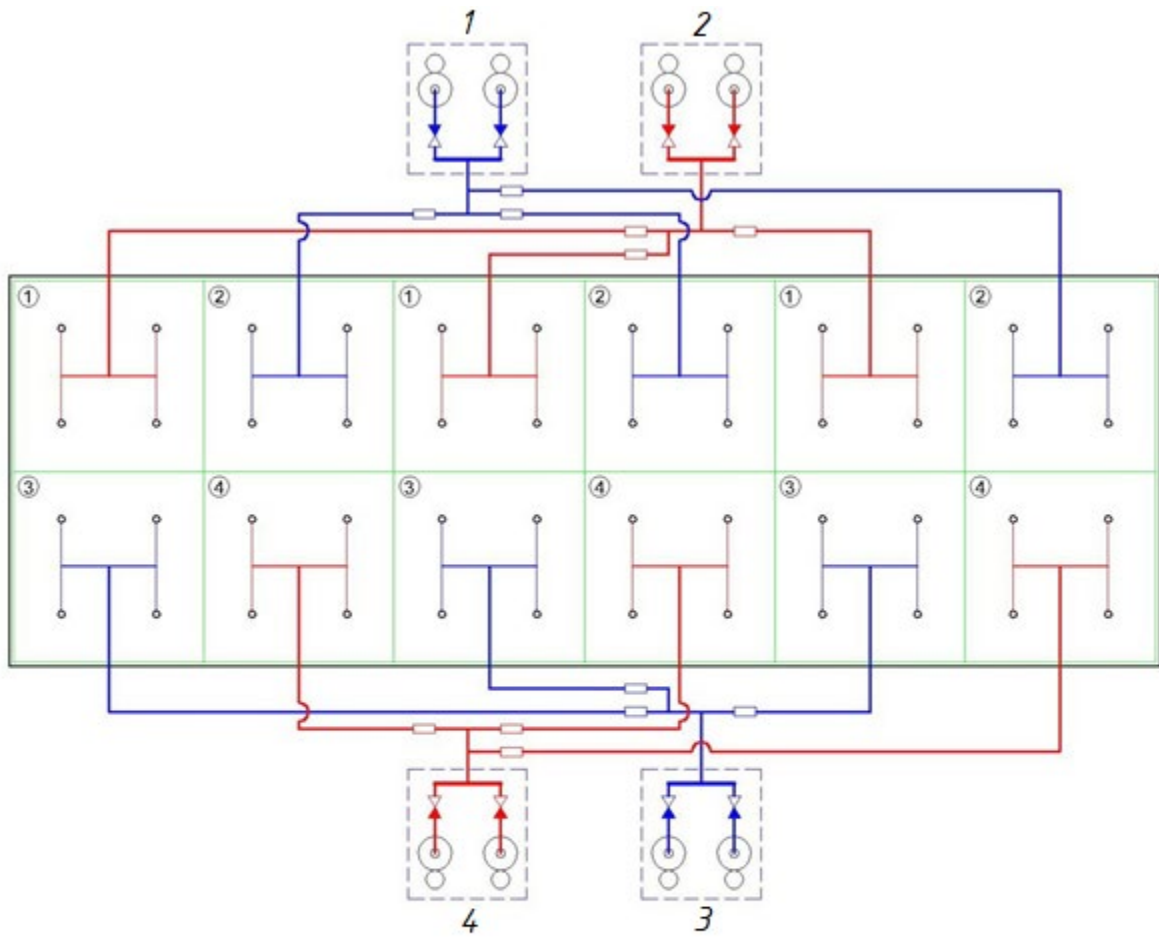 1 2
① ② ① ② ① ②
③ ④ ③ ④ ③ ④
4 3